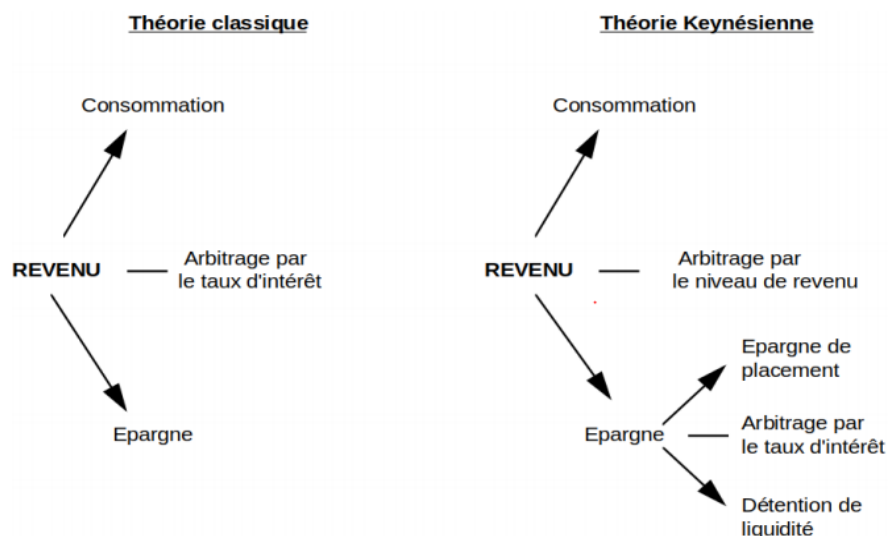 Théorie classique
Consommation
REVENU
Arbitrage par
le taux d'intérêt
Epargne
Théorie Keynésienne
Consommation
REVENU
Arbitrage par
le niveau de revenu
Epargne
Epargne de
placement
Arbitrage par
le taux d'intérêt
Détention de
liquidité